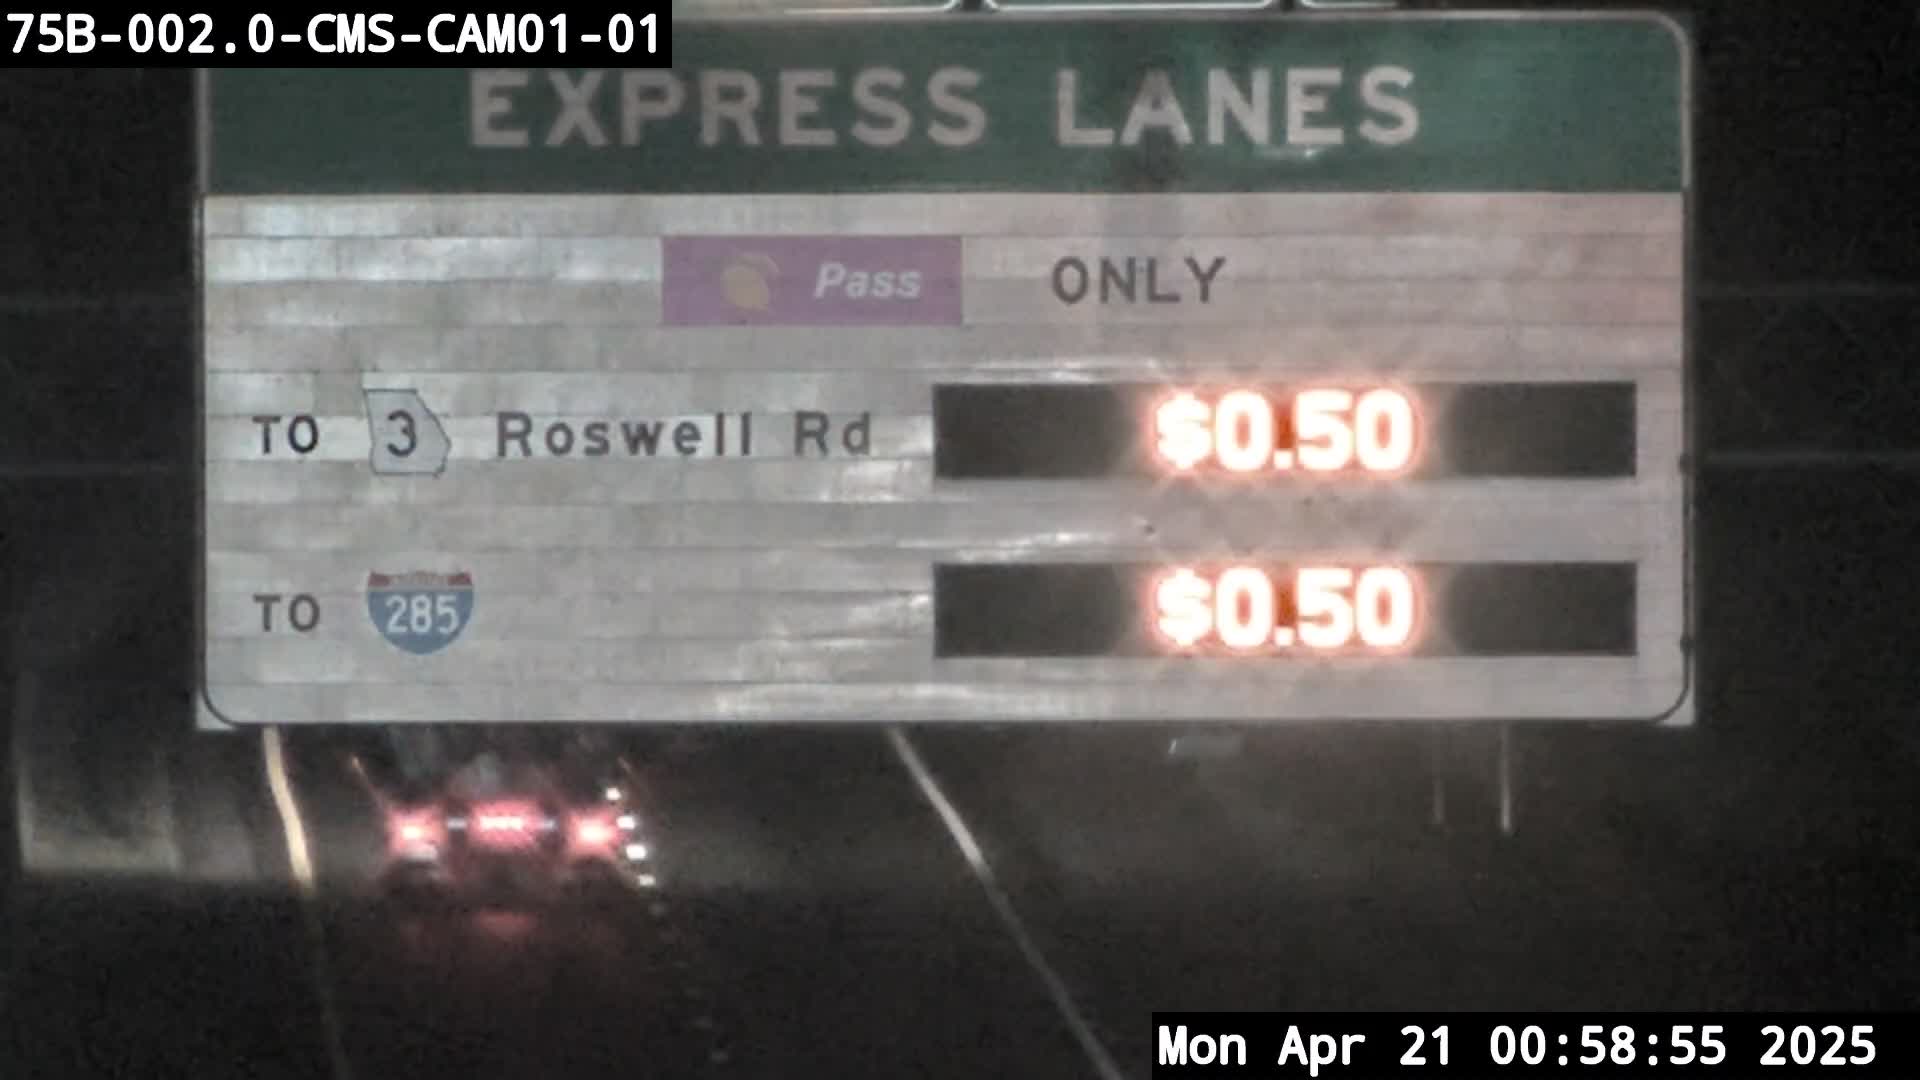 75B-002.0-CMS-CAM01-01
EXPRESS LANES
Pass ONLY
TO 3 Roswell Rd $0.50
TO 285 $0.50
Mon Apr 21 00:58:55 2025